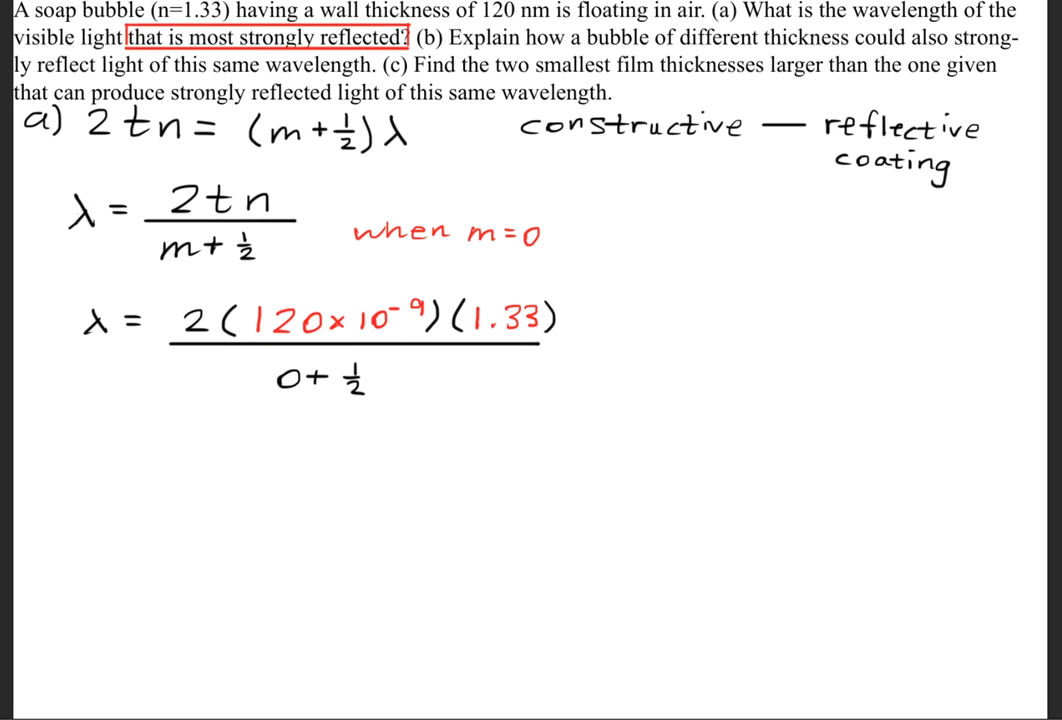 A soap bubble (n=1.33) having a wall thickness of 120 nm is floating in air. (a) What is the wavelength of the
visible light that is most strongly reflected? (b) Explain how a bubble of different thickness could also strong-
ly reflect light of this same wavelength. (c) Find the two smallest film thicknesses larger than the one given
that can produce strongly reflected light of this same wavelength.
a) 2tn = (m + 1/2) λ constructive — reflective
coating
λ = 2tn / m + 1/2 when m = 0
λ = 2(120 x 10⁻⁹)(1.33) / 0 + 1/2